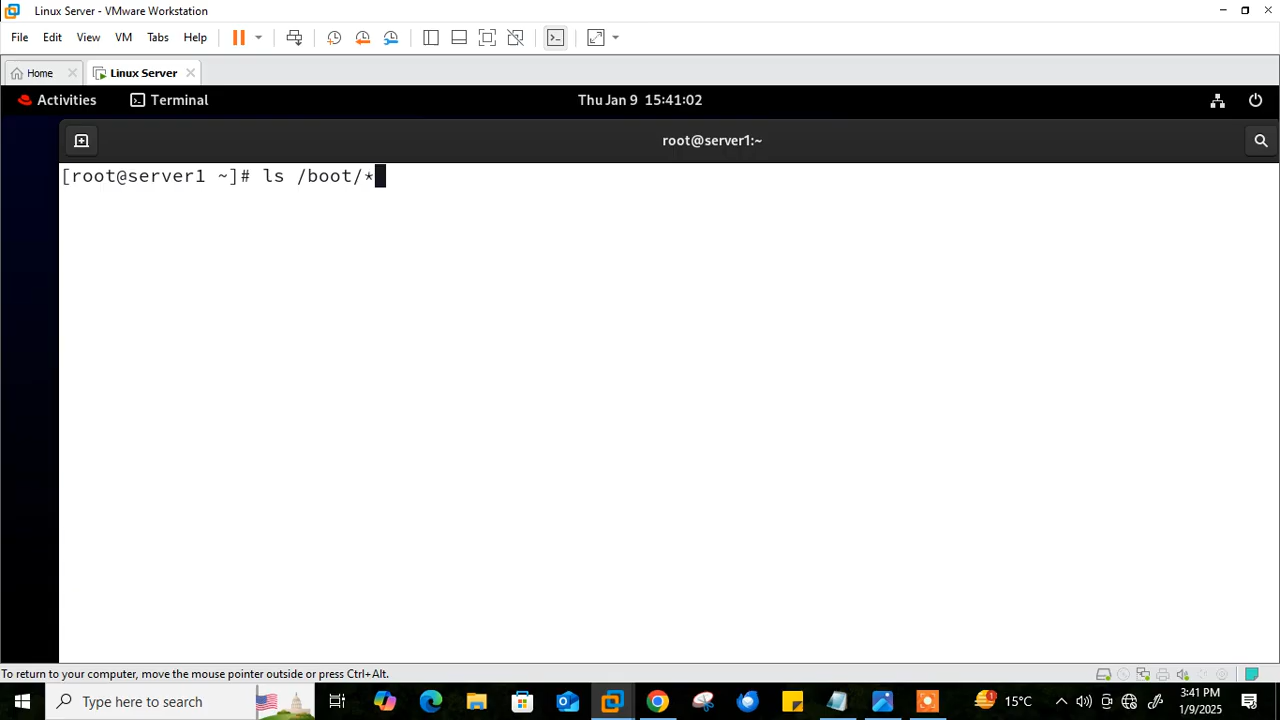 Linux Server - VMware Workstation
File Edit View VM Tabs Help
Home Linux Server
Activities Terminal Thu Jan 9 15:41:02
root@server1:~
[root@server1 ~]# ls /boot/*
To return to your computer, move the mouse pointer outside or press Ctrl+Alt.
Type here to search 1 15°C 3:41 PM
1/9/2025